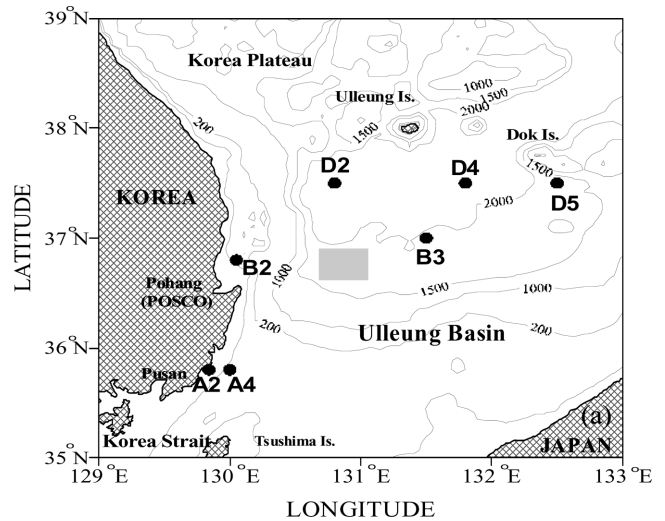 39°N
Korea Plateau
200
1000
1500
2000
Ulleung Is.
1500
38°N
Dok Is.
D2
D4
1500
KOREA
2000
D5
37°N
B3
B2
1000
Pohang
(POSCO)
1500
1000
200
200
Ulleung Basin
36°N
Pusan
A2
A4
(a)
Korea Strait
Tsushima Is.
JAPAN
35°N
129 °E
130 °E
131 °E
132 °E
133 °E
LONGITUDE
LATITUDE